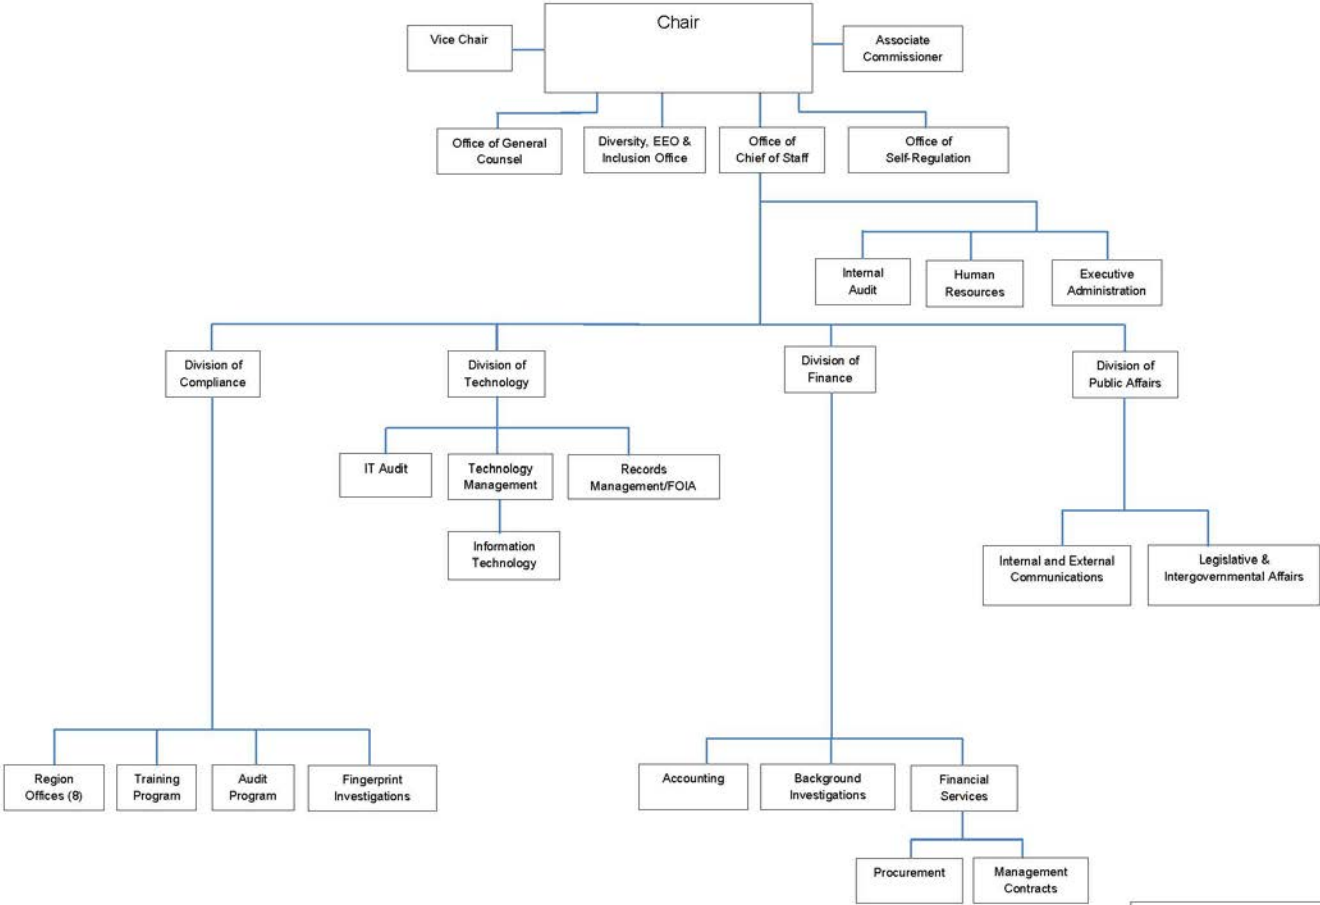 Chair
Vice Chair
Associate
Commissioner
Office of General
Counsel
Diversity, EEO &
Inclusion Office
Office of
Chief of Staff
Office of
Self-Regulation
Internal
Audit
Human
Resources
Executive
Administration
Division of
Compliance
Division of
Technology
Division of
Finance
Division of
Public Affairs
IT Audit
Technology
Management
Records
Management/FOIA
Information
Technology
Internal and External
Communications
Legislative &
Intergovernmental Affairs
Region
Offices (8)
Training
Program
Audit
Program
Fingerprint
Investigations
Accounting
Background
Investigations
Financial
Services
Procurement
Management
Contracts